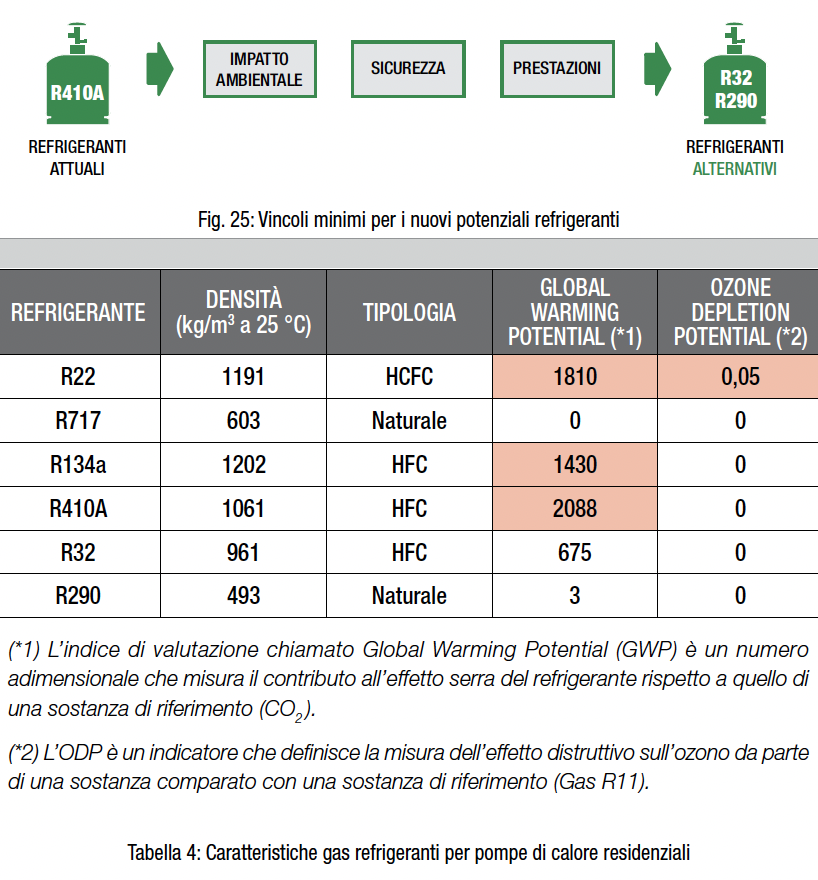 R410A
REFRIGERANTI
ATTUALI
IMPATTO
AMBIENTALE
SICUREZZA
PRESTAZIONI
R32
R290
REFRIGERANTI
ALTERNATIVI
Fig. 25: Vincoli minimi per i nuovi potenziali refrigeranti
REFRIGERANTE
DENSITÀ
(kg/m³ a 25 °C)
TIPOLOGIA
GLOBAL
WARMING
POTENTIAL (*1)
OZONE
DEPLETION
POTENTIAL (*2)
R22 1191 HCFC 1810 0,05
R717 603 Naturale 0 0
R134a 1202 HFC 1430 0
R410A 1061 HFC 2088 0
R32 961 HFC 675 0
R290 493 Naturale 3 0
(*1) L'indice di valutazione chiamato Global Warming Potential (GWP) è un numero
adimensionale che misura il contributo all'effetto serra del refrigerante rispetto a quello di
una sostanza di riferimento (CO₂).
(*2) L'ODP è un indicatore che definisce la misura dell'effetto distruttivo sull'ozono da parte
di una sostanza comparato con una sostanza di riferimento (Gas R11).
Tabella 4: Caratteristiche gas refrigeranti per pompe di calore residenziali